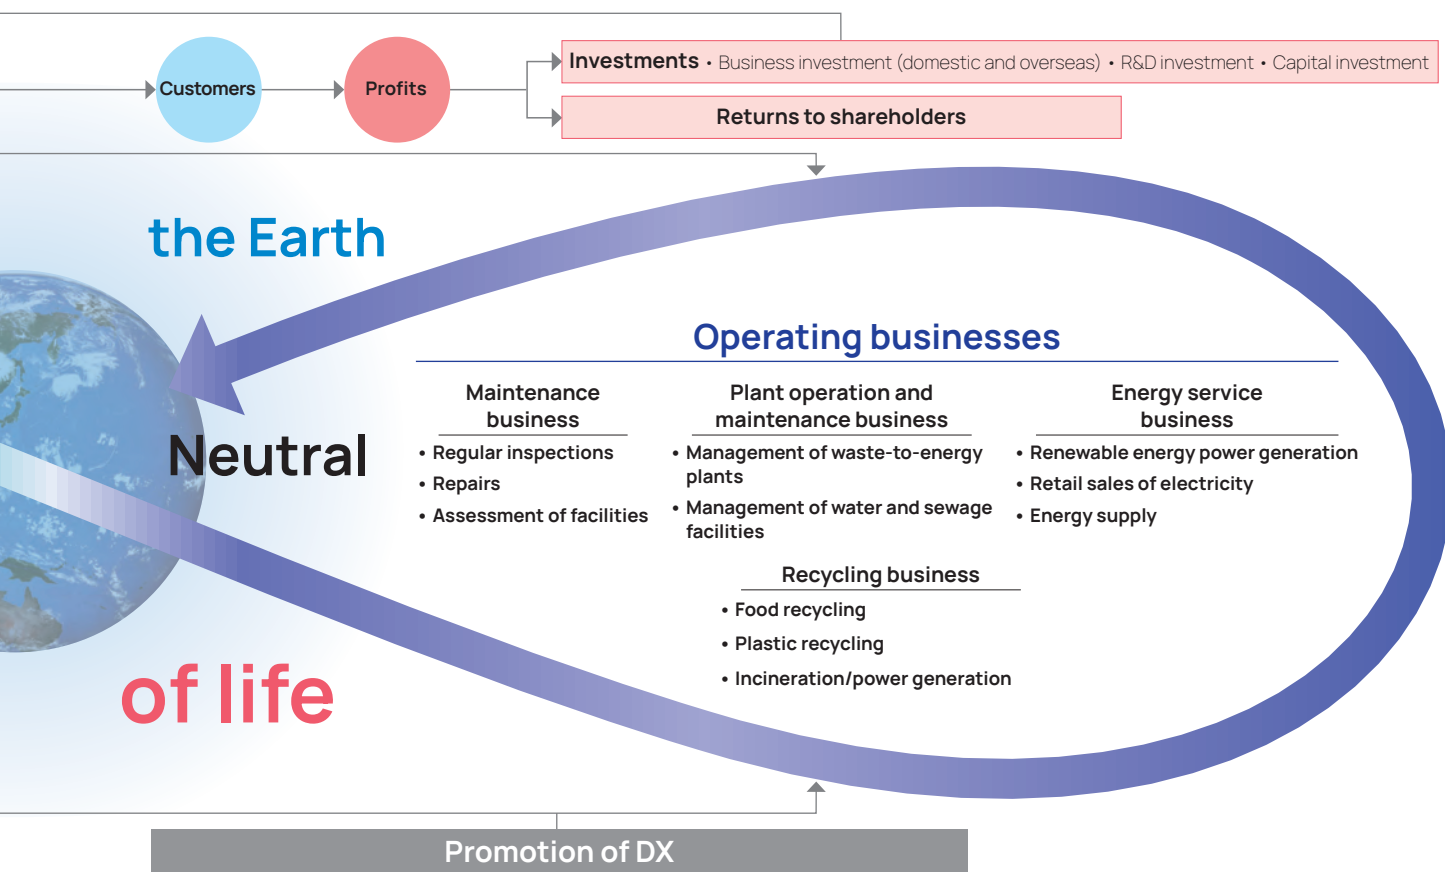 Customers
Profits
Investments • Business investment (domestic and overseas) • R&D investment • Capital investment
Returns to shareholders
the Earth
Neutral
of life
Operating businesses
Maintenance
business
• Regular inspections
• Repairs
• Assessment of facilities
Plant operation and
maintenance business
• Management of waste-to-energy
plants
• Management of water and sewage
facilities
Energy service
business
• Renewable energy power generation
• Retail sales of electricity
• Energy supply
Recycling business
• Food recycling
• Plastic recycling
• Incineration/power generation
Promotion of DX